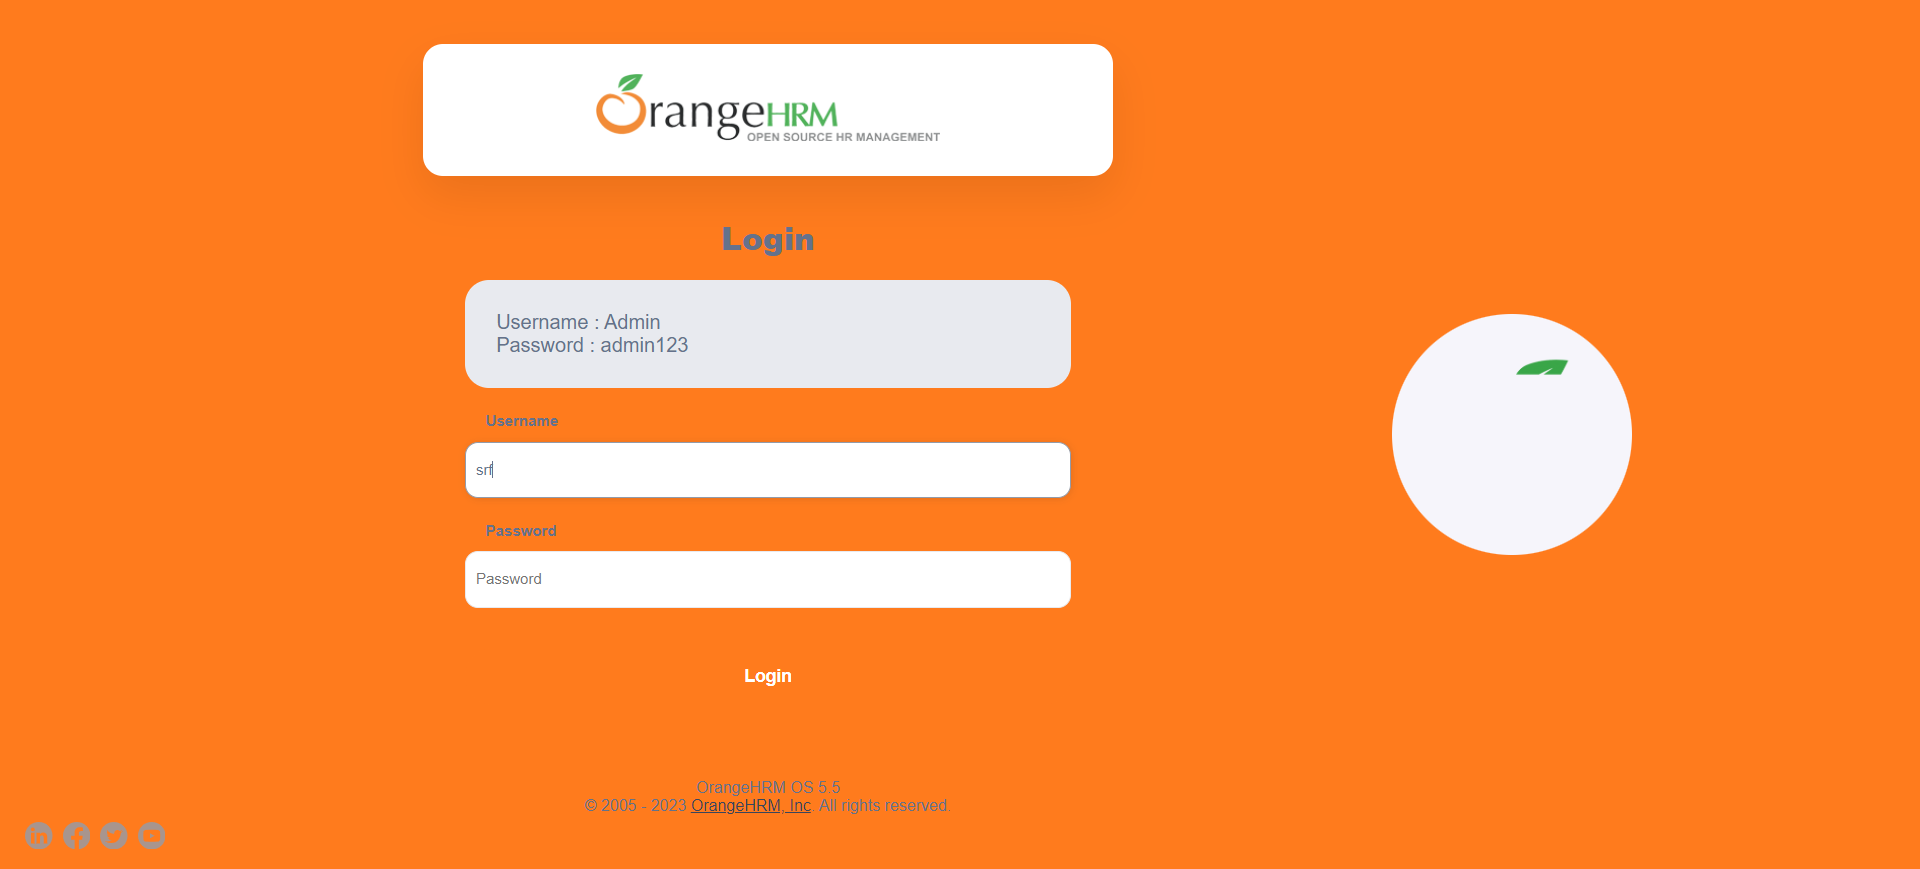 OrangeHRM
OPEN SOURCE HR MANAGEMENT
Login
Username : Admin
Password : admin123
Username
srf
Password
Password
Login
OrangeHRM OS 5.5
© 2005 - 2023 OrangeHRM, Inc. All rights reserved.